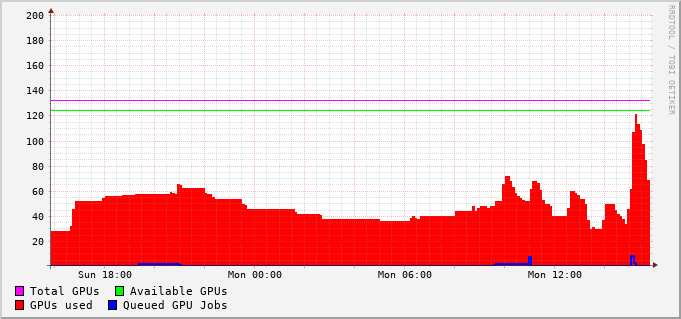 200
180
160
140
120
100
80
60
40
20
Sun 18:00 Mon 00:00 Mon 06:00 Mon 12:00
Total GPUs Available GPUs
GPUs used Queued GPU Jobs
RRDTOOL / TOBI OETIKER